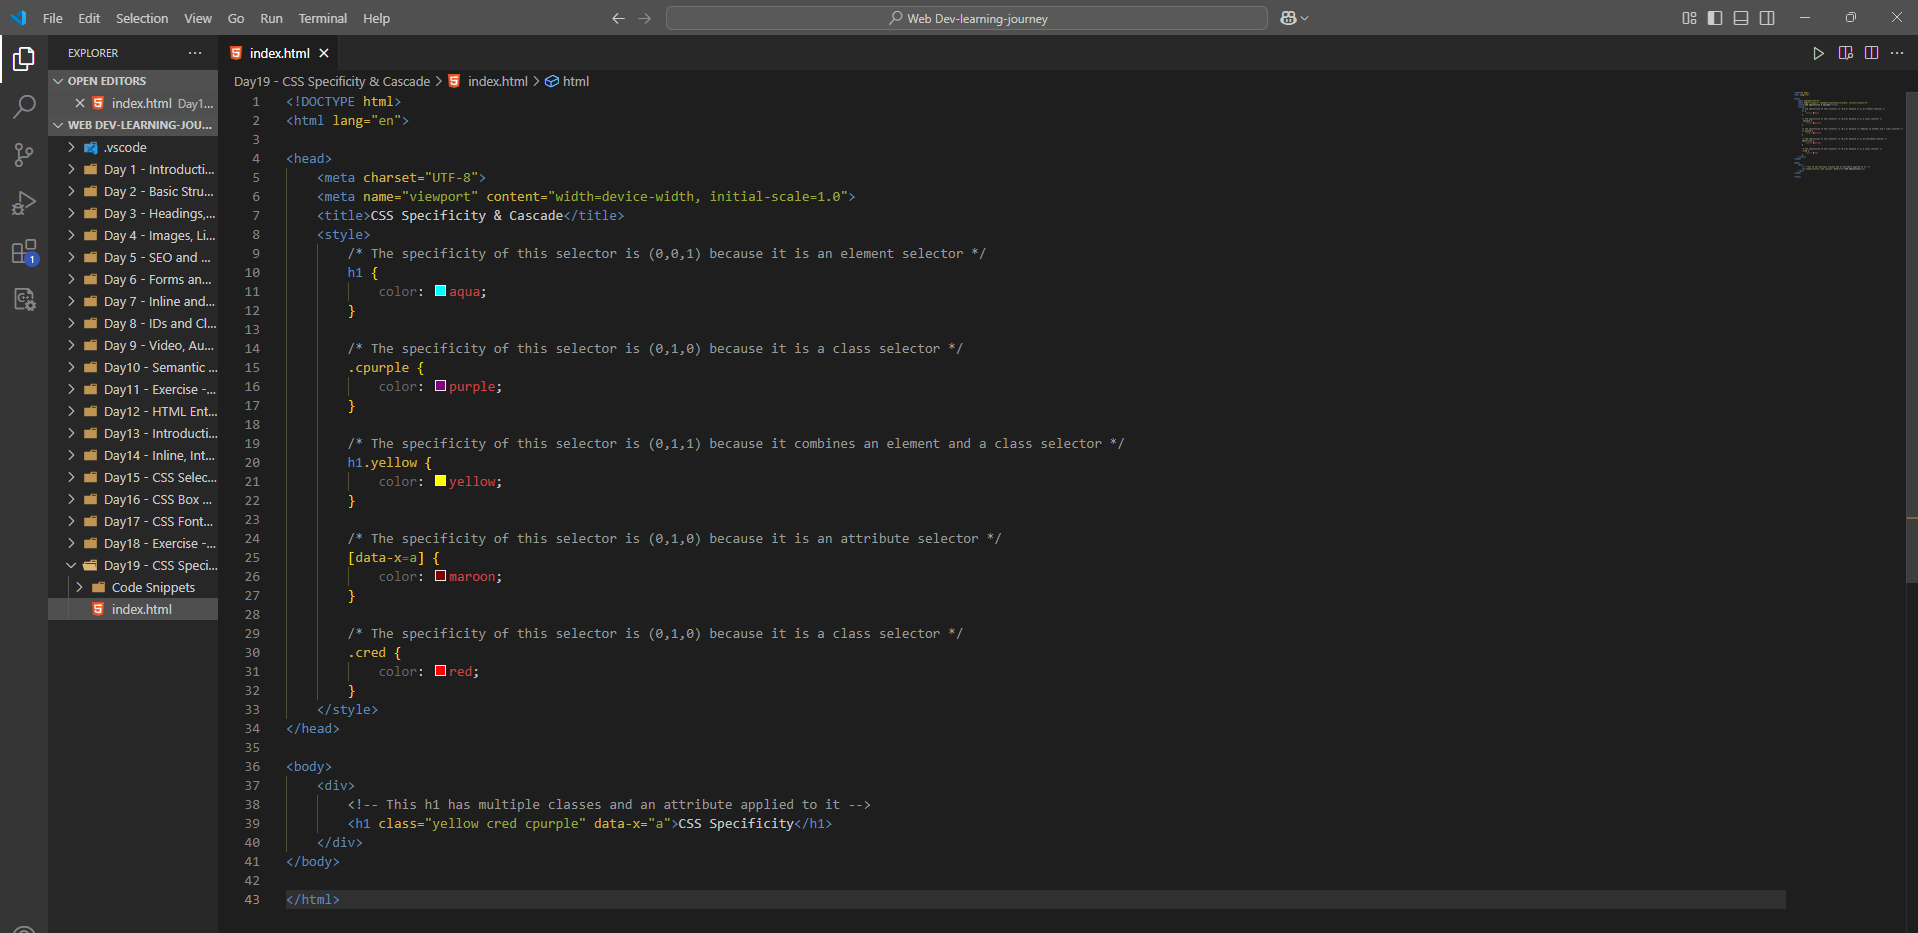 File Edit Selection View Go Run Terminal Help
Web Dev-learning-journey
EXPLORER
OPEN EDITORS
index.html Day1...
WEB DEV-LEARNING-JOU...
.vscode
Day 1 - Introducti...
Day 2 - Basic Stru...
Day 3 - Headings,...
Day 4 - Images, Li...
Day 5 - SEO and ...
Day 6 - Forms an...
Day 7 - Inline and...
Day 8 - IDs and Cl...
Day 9 - Video, Au...
Day10 - Semantic ...
Day11 - Exercise -...
Day12 - HTML Ent...
Day13 - Introducti...
Day14 - Inline, Int...
Day15 - CSS Selec...
Day16 - CSS Box ...
Day17 - CSS Font...
Day18 - Exercise -...
Day19 - CSS Speci...
Code Snippets
index.html
1
index.html
Day19 - CSS Specificity & Cascade > index.html > html
1 <!DOCTYPE html>
2 <html lang="en">
3
4 <head>
5 <meta charset="UTF-8">
6 <meta name="viewport" content="width=device-width, initial-scale=1.0">
7 <title>CSS Specificity & Cascade</title>
8 <style>
9 /* The specificity of this selector is (0,0,1) because it is an element selector */
10 h1 {
11 color: aqua;
12 }
13
14 /* The specificity of this selector is (0,1,0) because it is a class selector */
15 .cpurple {
16 color: purple;
17 }
18
19 /* The specificity of this selector is (0,1,1) because it combines an element and a class selector */
20 h1.yellow {
21 color: yellow;
22 }
23
24 /* The specificity of this selector is (0,1,0) because it is an attribute selector */
25 [data-x=a] {
26 color: maroon;
27 }
28
29 /* The specificity of this selector is (0,1,0) because it is a class selector */
30 .cred {
31 color: red;
32 }
33 </style>
34 </head>
35
36 <body>
37 <div>
38 <!-- This h1 has multiple classes and an attribute applied to it -->
39 <h1 class="yellow cred cpurple" data-x="a">CSS Specificity</h1>
40 </div>
41 </body>
42
43 </html>